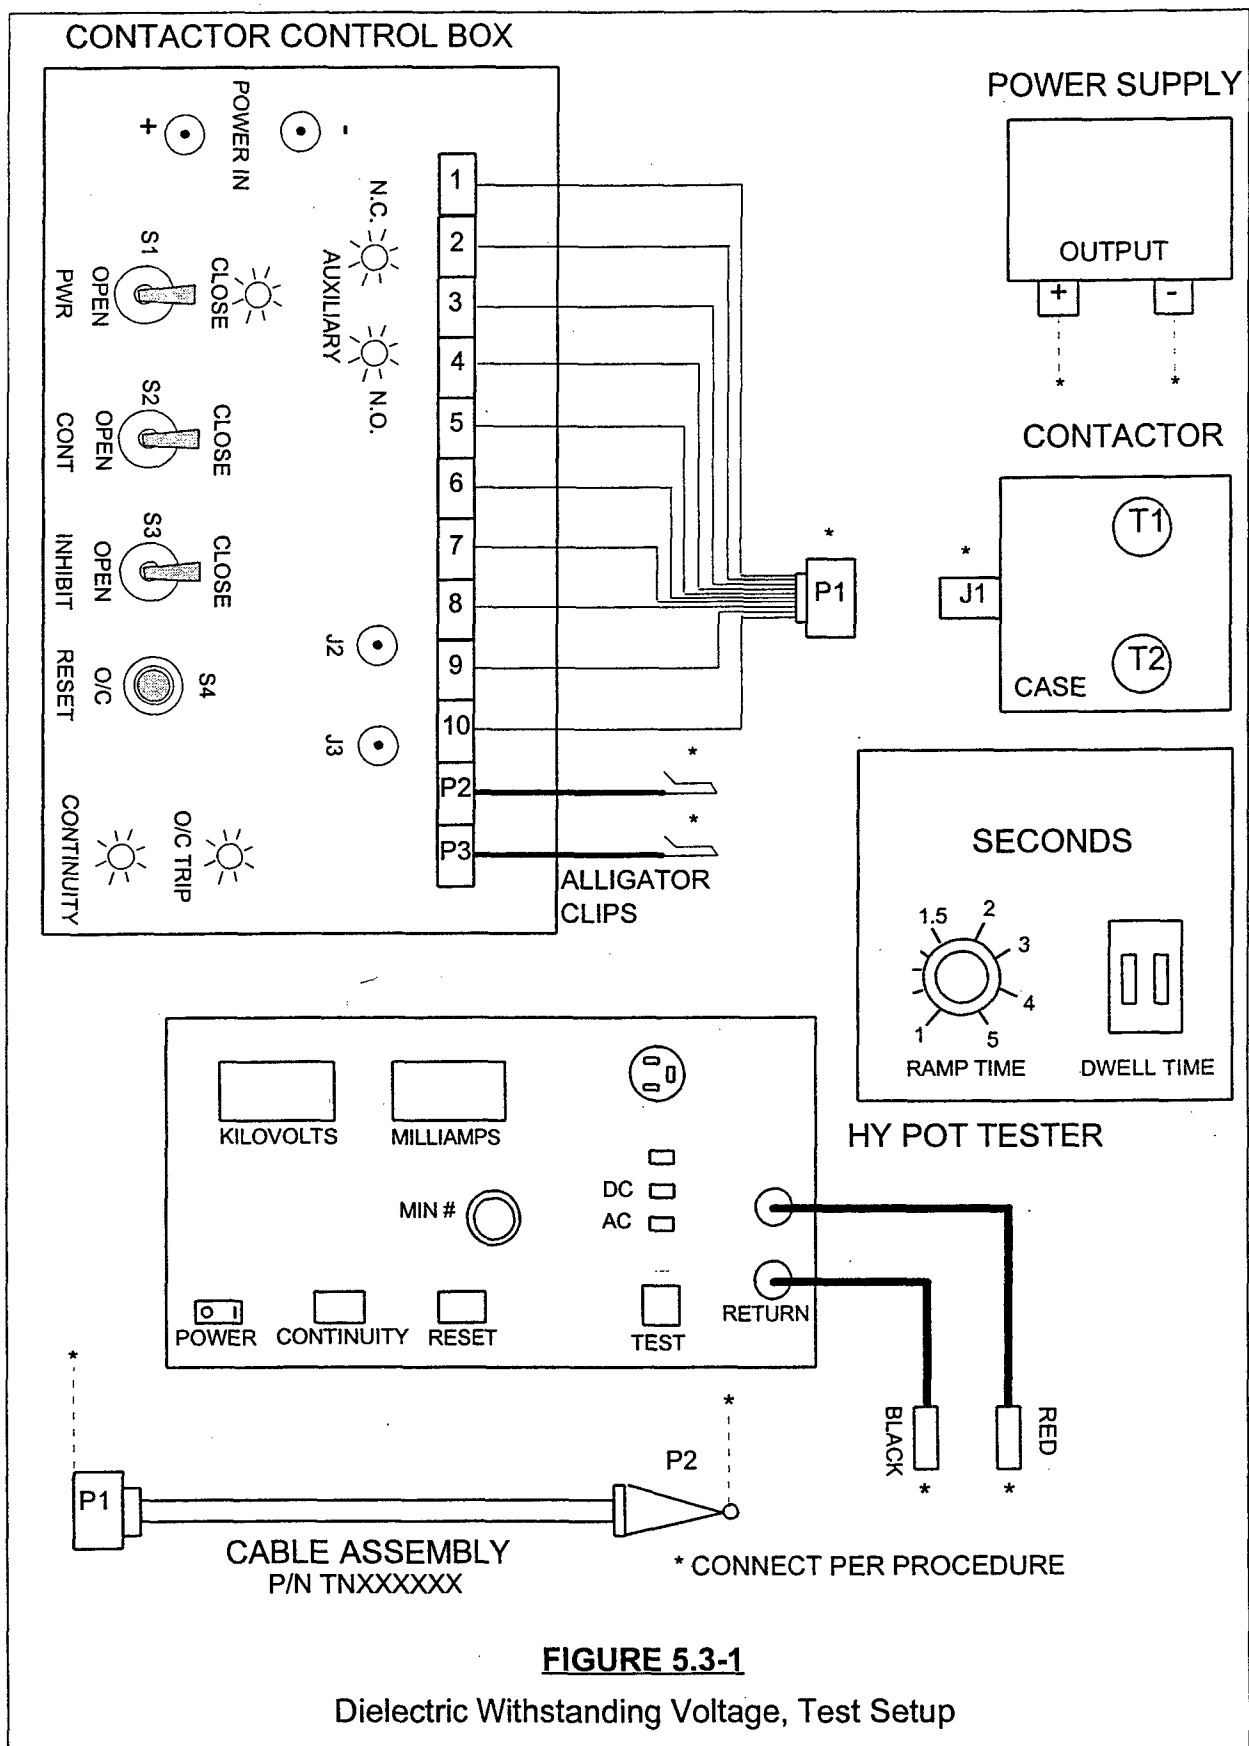 CONTACTOR CONTROL BOX
+
POWER IN
-
S1
PWR
OPEN
CLOSE
N.C.
AUXILIARY
N.O.
S2
CONT
OPEN
CLOSE
S3
INHIBIT
OPEN
CLOSE
RESET
O/C
S4
J2
J3
CONTINUITY
O/C TRIP
1
2
3
4
5
6
7
8
9
10
P2
P3
ALLIGATOR
CLIPS
*
*
*
P1
POWER SUPPLY
OUTPUT
+ -
* *
CONTACTOR
*
J1
T1
T2
CASE
SECONDS
1 1.5 2 3 4 5
RAMP TIME
DWELL TIME
HY POT TESTER
KILOVOLTS
MILLIAMPS
MIN #
DC
AC
POWER
CONTINUITY
RESET
TEST
RETURN
BLACK
RED
* *
*
P1
P2
*
CABLE ASSEMBLY
P/N TNXXXXXX
* CONNECT PER PROCEDURE
FIGURE 5.3-1
Dielectric Withstanding Voltage, Test Setup